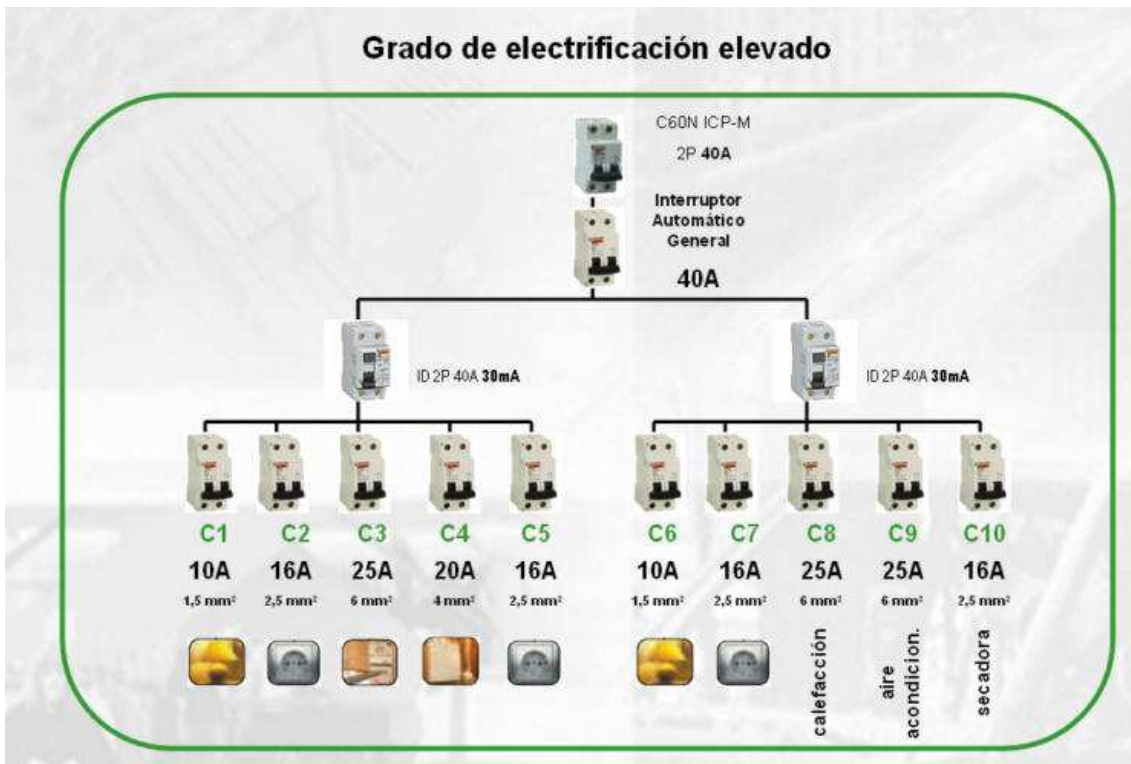 Grado de electrificación elevado
C60N ICP-M
2P 40A
Interruptor
Automático
General
40A
ID 2P 40A 30mA
ID 2P 40A 30mA
C1 C2 C3 C4 C5 C6 C7 C8 C9 C10
10A 16A 25A 20A 16A 10A 16A 25A 25A 16A
1,5 mm² 2,5 mm² 6 mm² 4 mm² 2,5 mm² 1,5 mm² 2,5 mm² 6 mm² 6 mm² 2,5 mm²
calefacción
aire
acondicion.
secadora